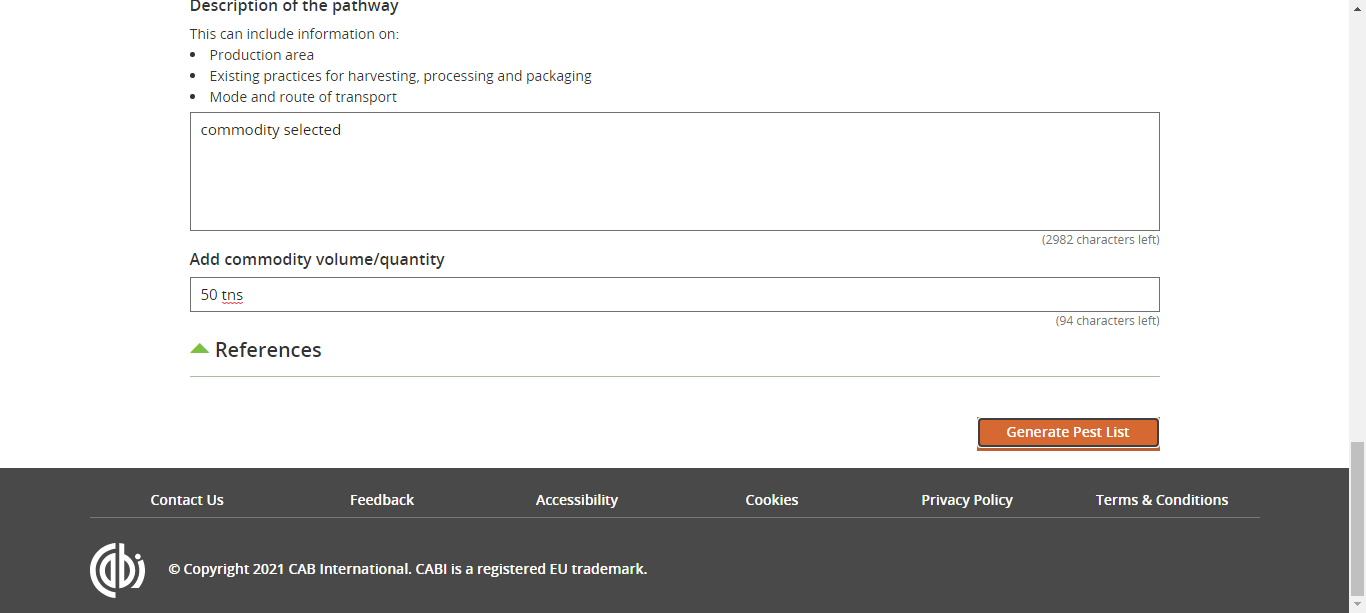 Description of the pathway
This can include information on:
Production area
Existing practices for harvesting, processing and packaging
Mode and route of transport
commodity selected
(2982 characters left)
Add commodity volume/quantity
50 tns
(94 characters left)
References
Generate Pest List
Contact Us Feedback Accessibility Cookies Privacy Policy Terms & Conditions
cabi © Copyright 2021 CAB International. CABI is a registered EU trademark.